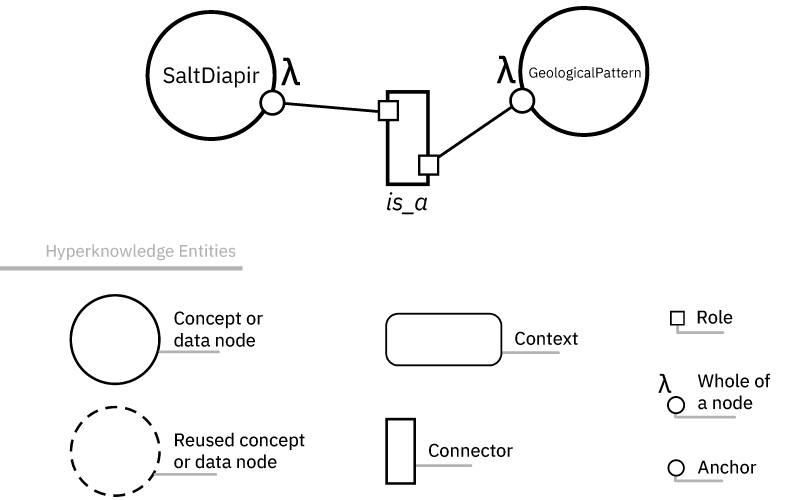 SaltDiapir λ
λ GeologicalPattern
is_a
Hyperknowledge Entities
Concept or
data node
Reused concept
or data node
Context
Connector
Role
λ
Whole of
a node
Anchor